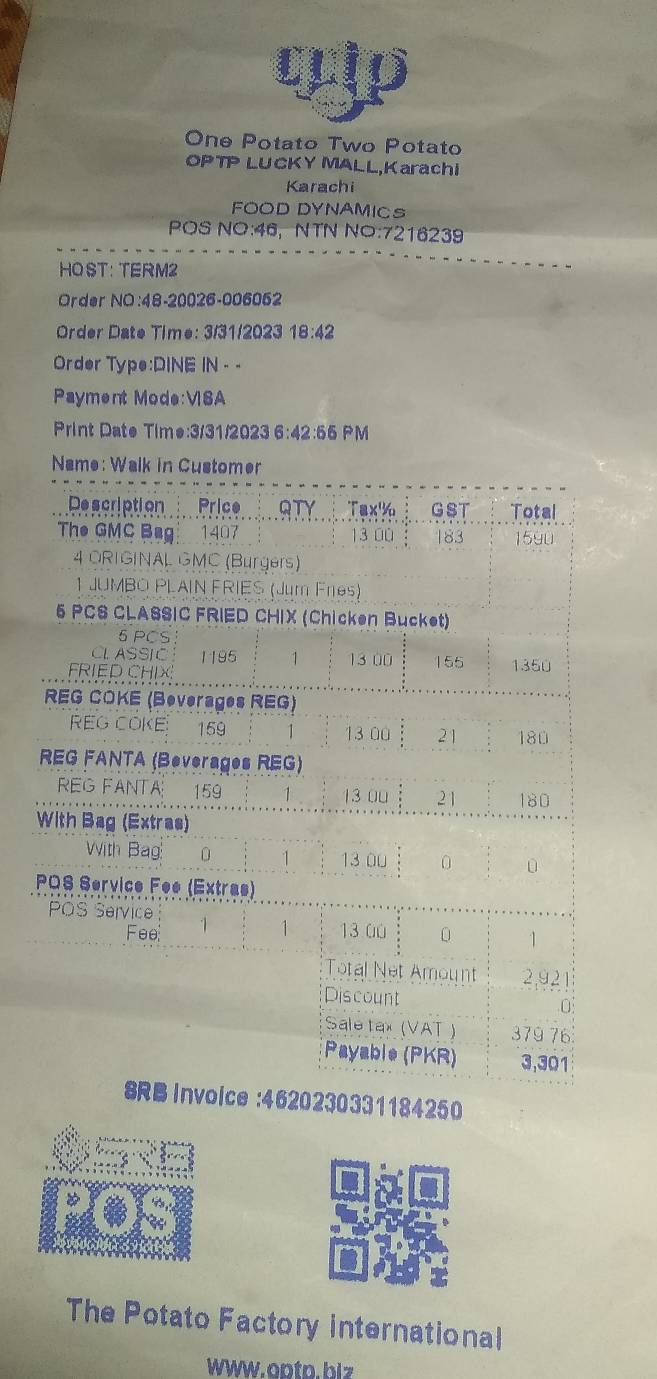 One Potato Two Potato
OPTP LUCKY MALL,Karachi
Karachi
FOOD DYNAMICS
POS NO:46, NTN NO:7216239
HOST: TERM2
Order NO:48-20026-006052
Order Date Time: 3/31/2023 18:42
Order Type:DINE IN - -
Payment Mode:VISA
Print Date Time:3/31/2023 6:42:55 PM
Name: Walk in Customer
Description Price QTY Tax% GST Total
The GMC Bag 1407 13.00 183 1590
4 ORIGINAL GMC (Burgers)
1 JUMBO PLAIN FRIES (Jum Fries)
5 PCS CLASSIC FRIED CHIX (Chicken Bucket)
5 PCS
CLASSIC 1195 1 13.00 155 1350
FRIED CHIX
REG COKE (Beverages REG)
REG COKE 159 1 13.00 21 180
REG FANTA (Beverages REG)
REG FANTA 159 1 13.00 21 180
With Bag (Extras)
With Bag 0 1 13.00 0 0
POS Service Fee (Extras)
POS Service
Fee 1 1 13.00 0 1
Total Net Amount 2,921
Discount 0
Sale tax (VAT ) 379.76
Payable (PKR) 3,301
SRB Invoice :4620230331184250
SRB
POS
The Potato Factory international
www.optp.biz